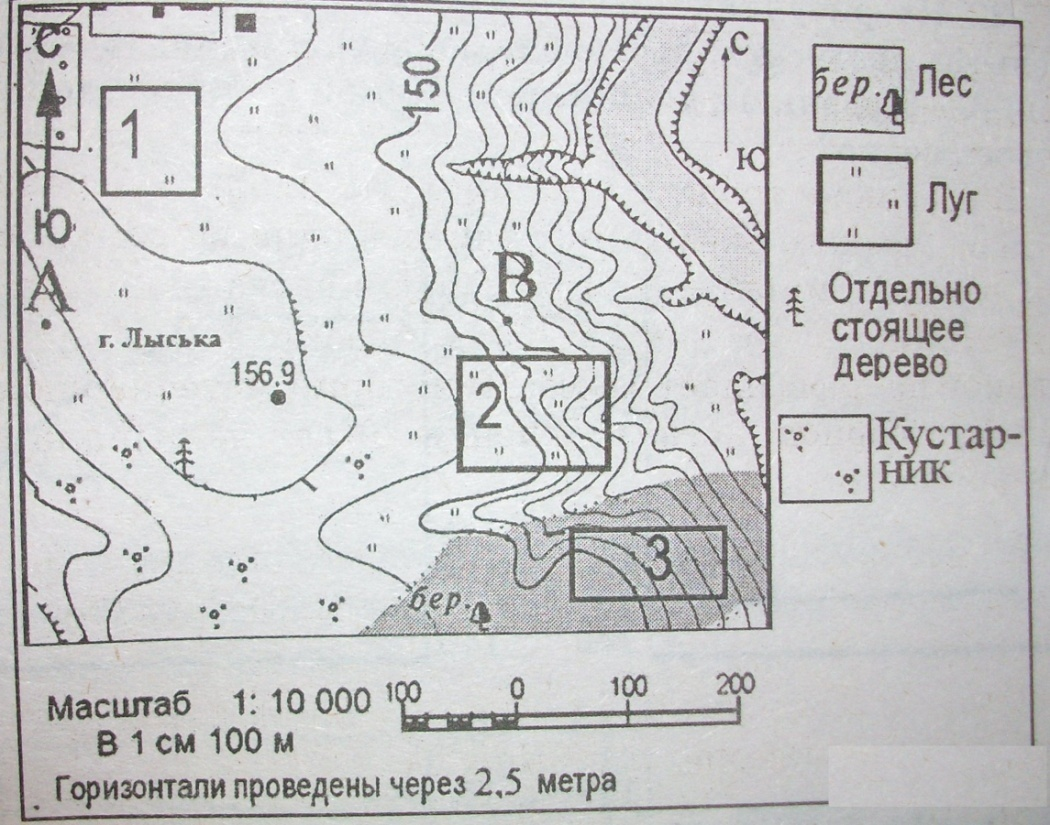 С
С
150
1
бер.
Лес
Ю
Луг
Ю
А
В
Отдельно
стоящее
дерево
г. Лыська
156,9
2
Кустар-
ник
3
бер.
Масштаб 1: 10 000
В 1 см 100 м
100 0 100 200
Горизонтали проведены через 2,5 метра